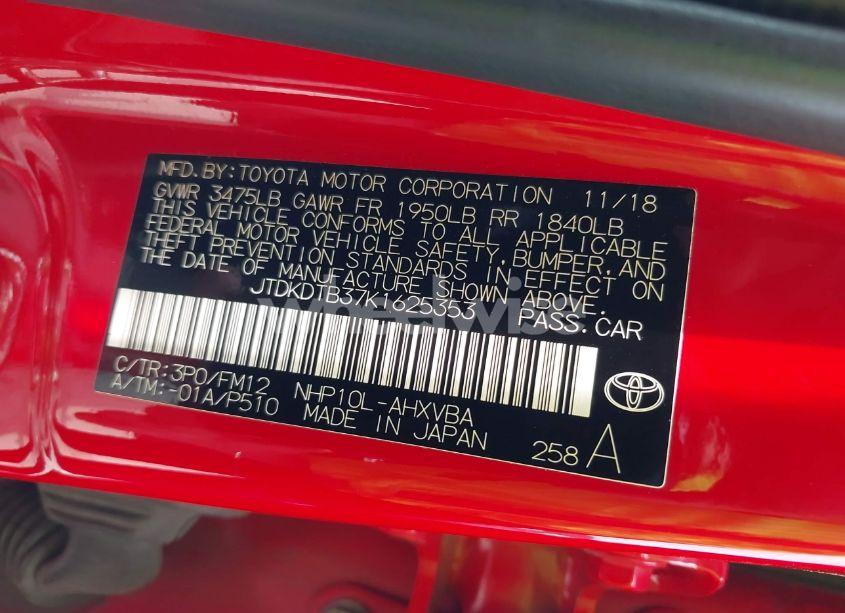 MFD.BY:TOYOTA MOTOR CORPORATION 11/18
GVWR 3475LB GAWR FR 1950LB RR 1840LB
THIS VEHICLE CONFORMS TO ALL APPLICABLE
FEDERAL MOTOR VEHICLE SAFETY,BUMPER,AND
THEFT PREVENTION STANDARDS IN EFFECT ON
THE DATE OF MANUFACTURE SHOWN ABOVE.
JTDKDTB37K1625353 PASS.CAR
wheelwise
C/TR:3P0/FM12 NHP10L-AHXVBA
A/TM:-01A/P510 MADE IN JAPAN
258 A